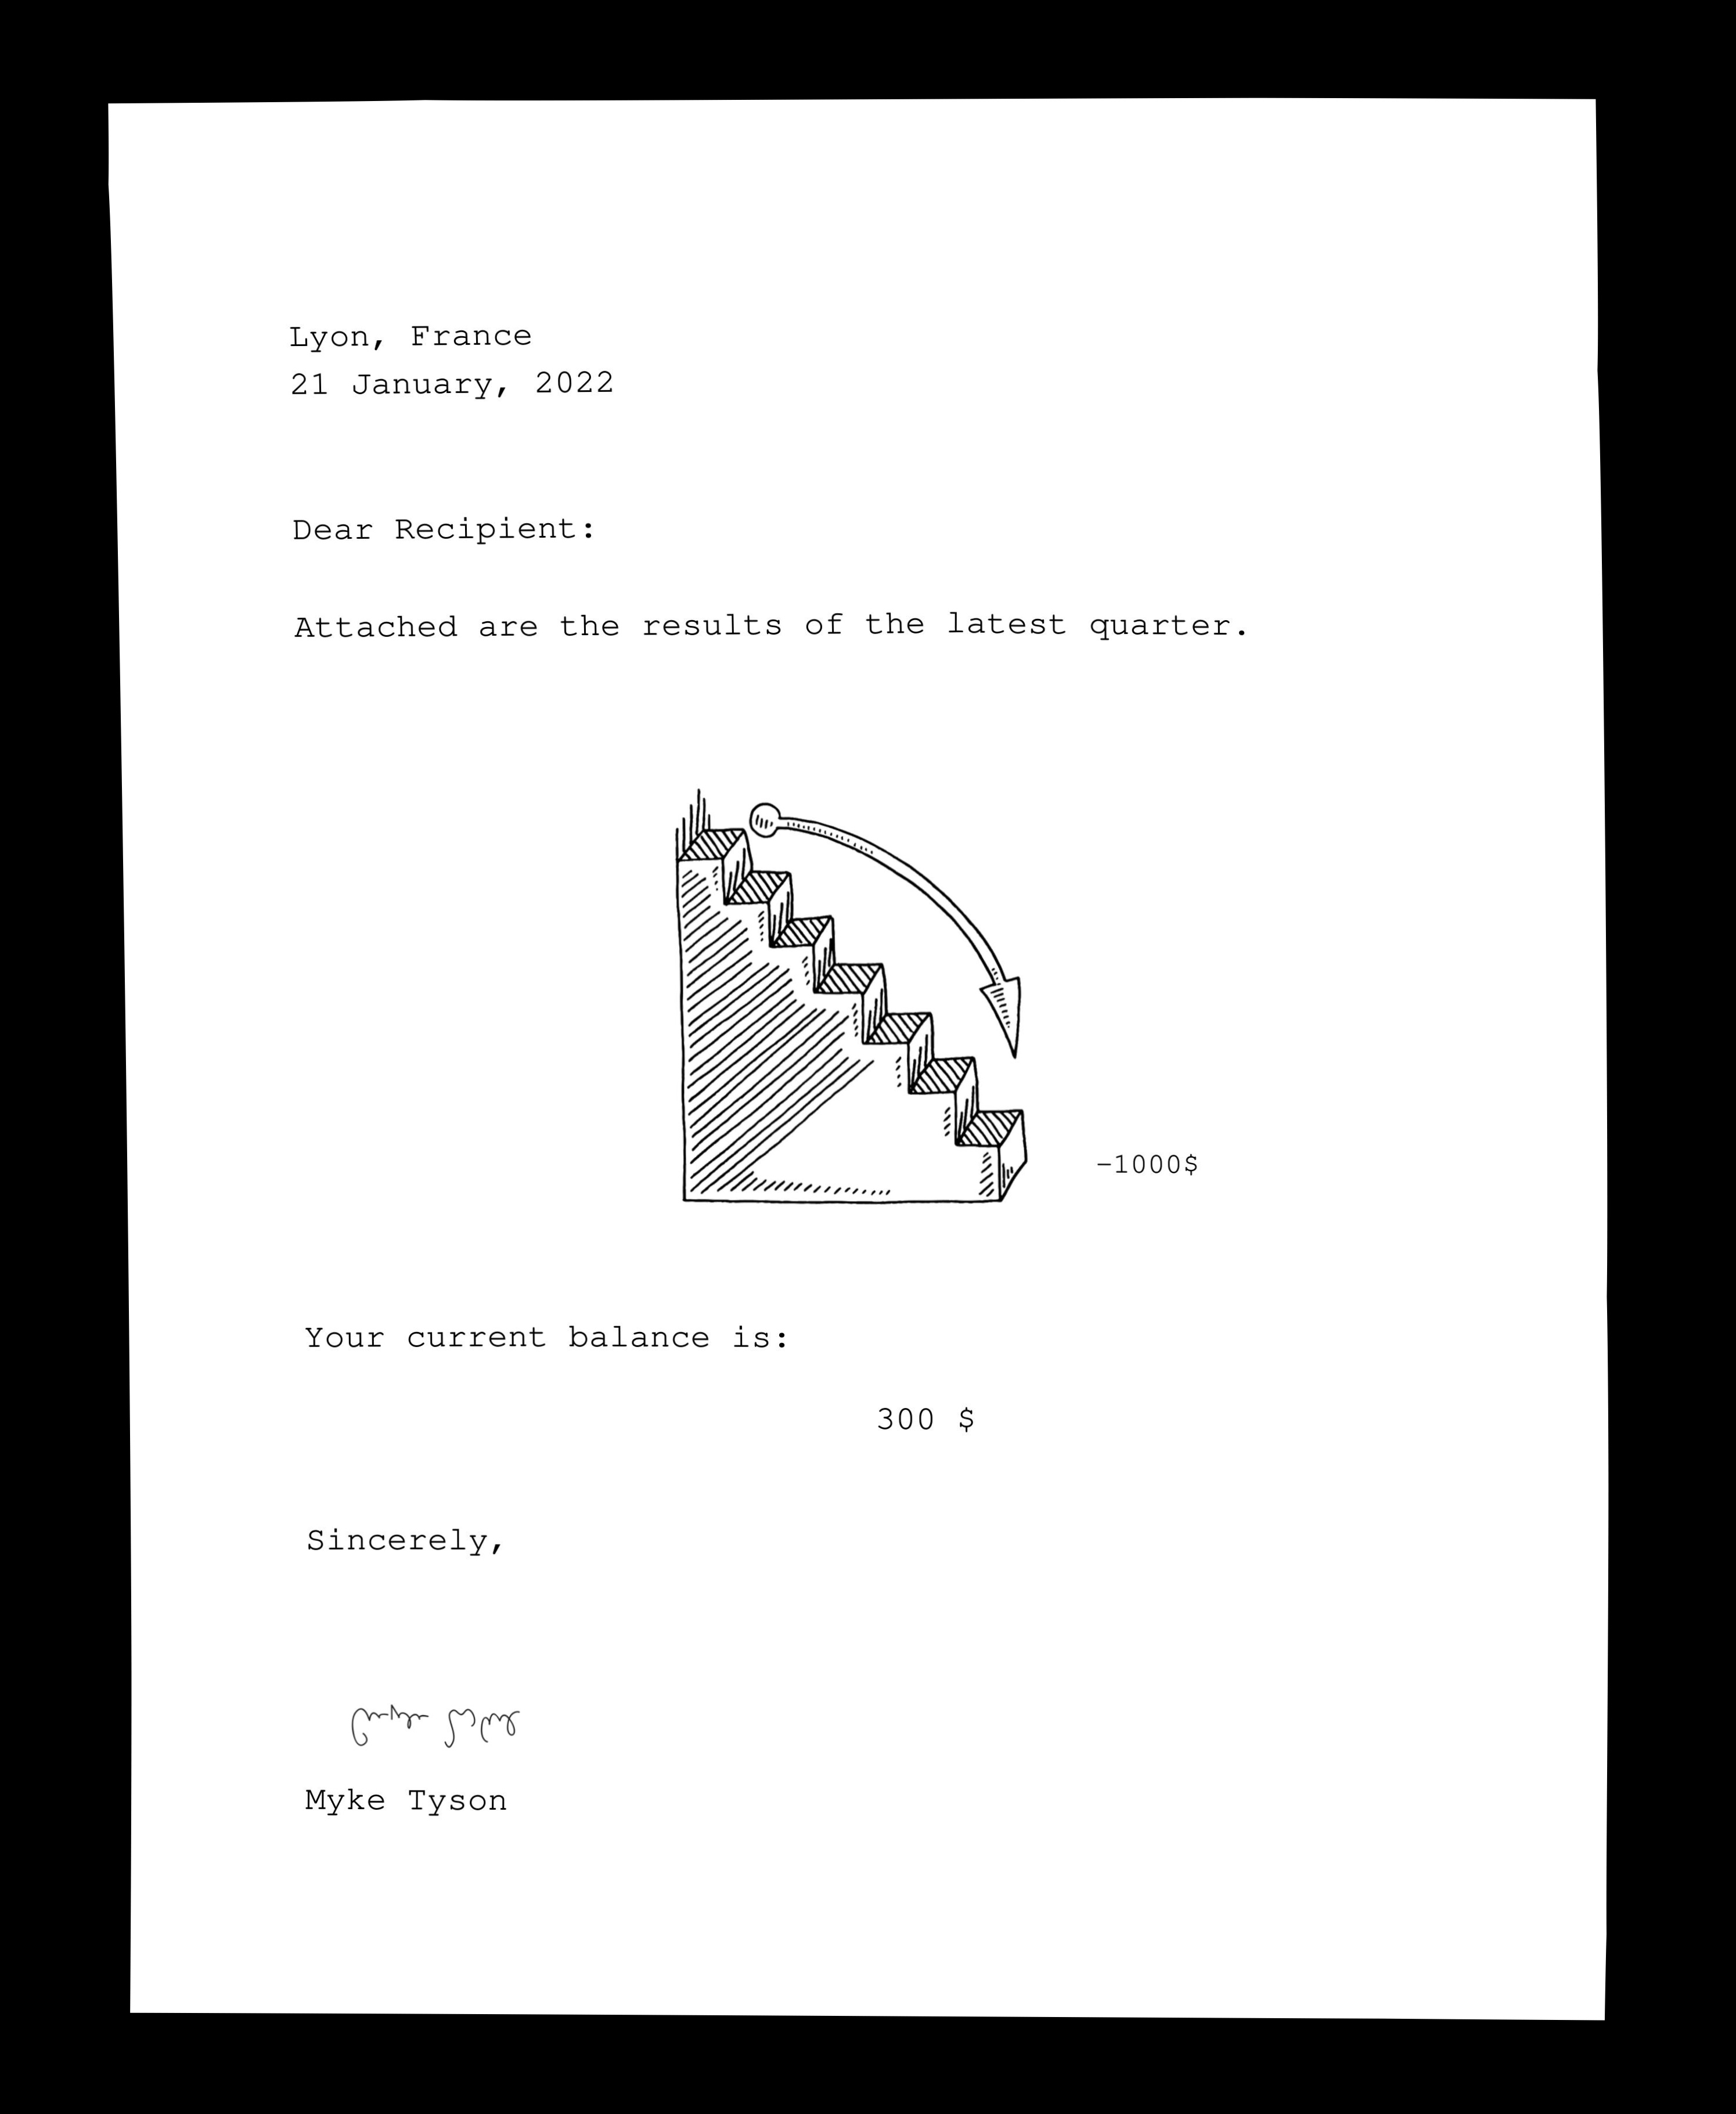 Lyon, France
21 January, 2022
Dear Recipient:
Attached are the results of the latest quarter.
-1000$
Your current balance is:
300 $
Sincerely,
Myke Tyson